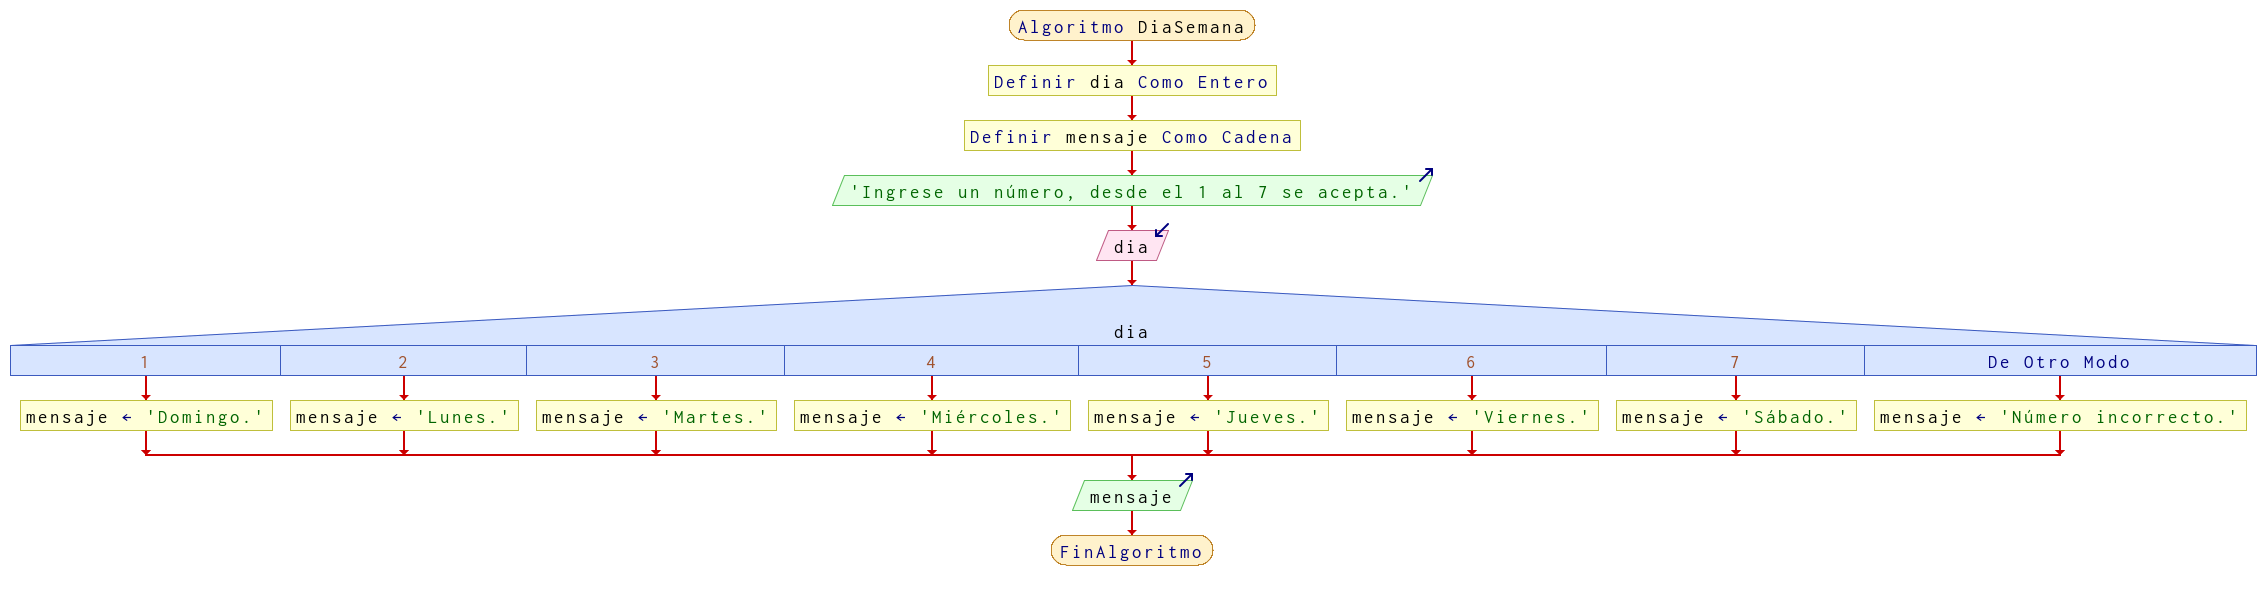 Algoritmo DiaSemana
Definir dia Como Entero
Definir mensaje Como Cadena
'Ingrese un número, desde el 1 al 7 se acepta.'
dia
dia
1 2 3 4 5 6 7 De Otro Modo
mensaje ← 'Domingo.' mensaje ← 'Lunes.' mensaje ← 'Martes.' mensaje ← 'Miércoles.' mensaje ← 'Jueves.' mensaje ← 'Viernes.' mensaje ← 'Sábado.' mensaje ← 'Número incorrecto.'
mensaje
FinAlgoritmo